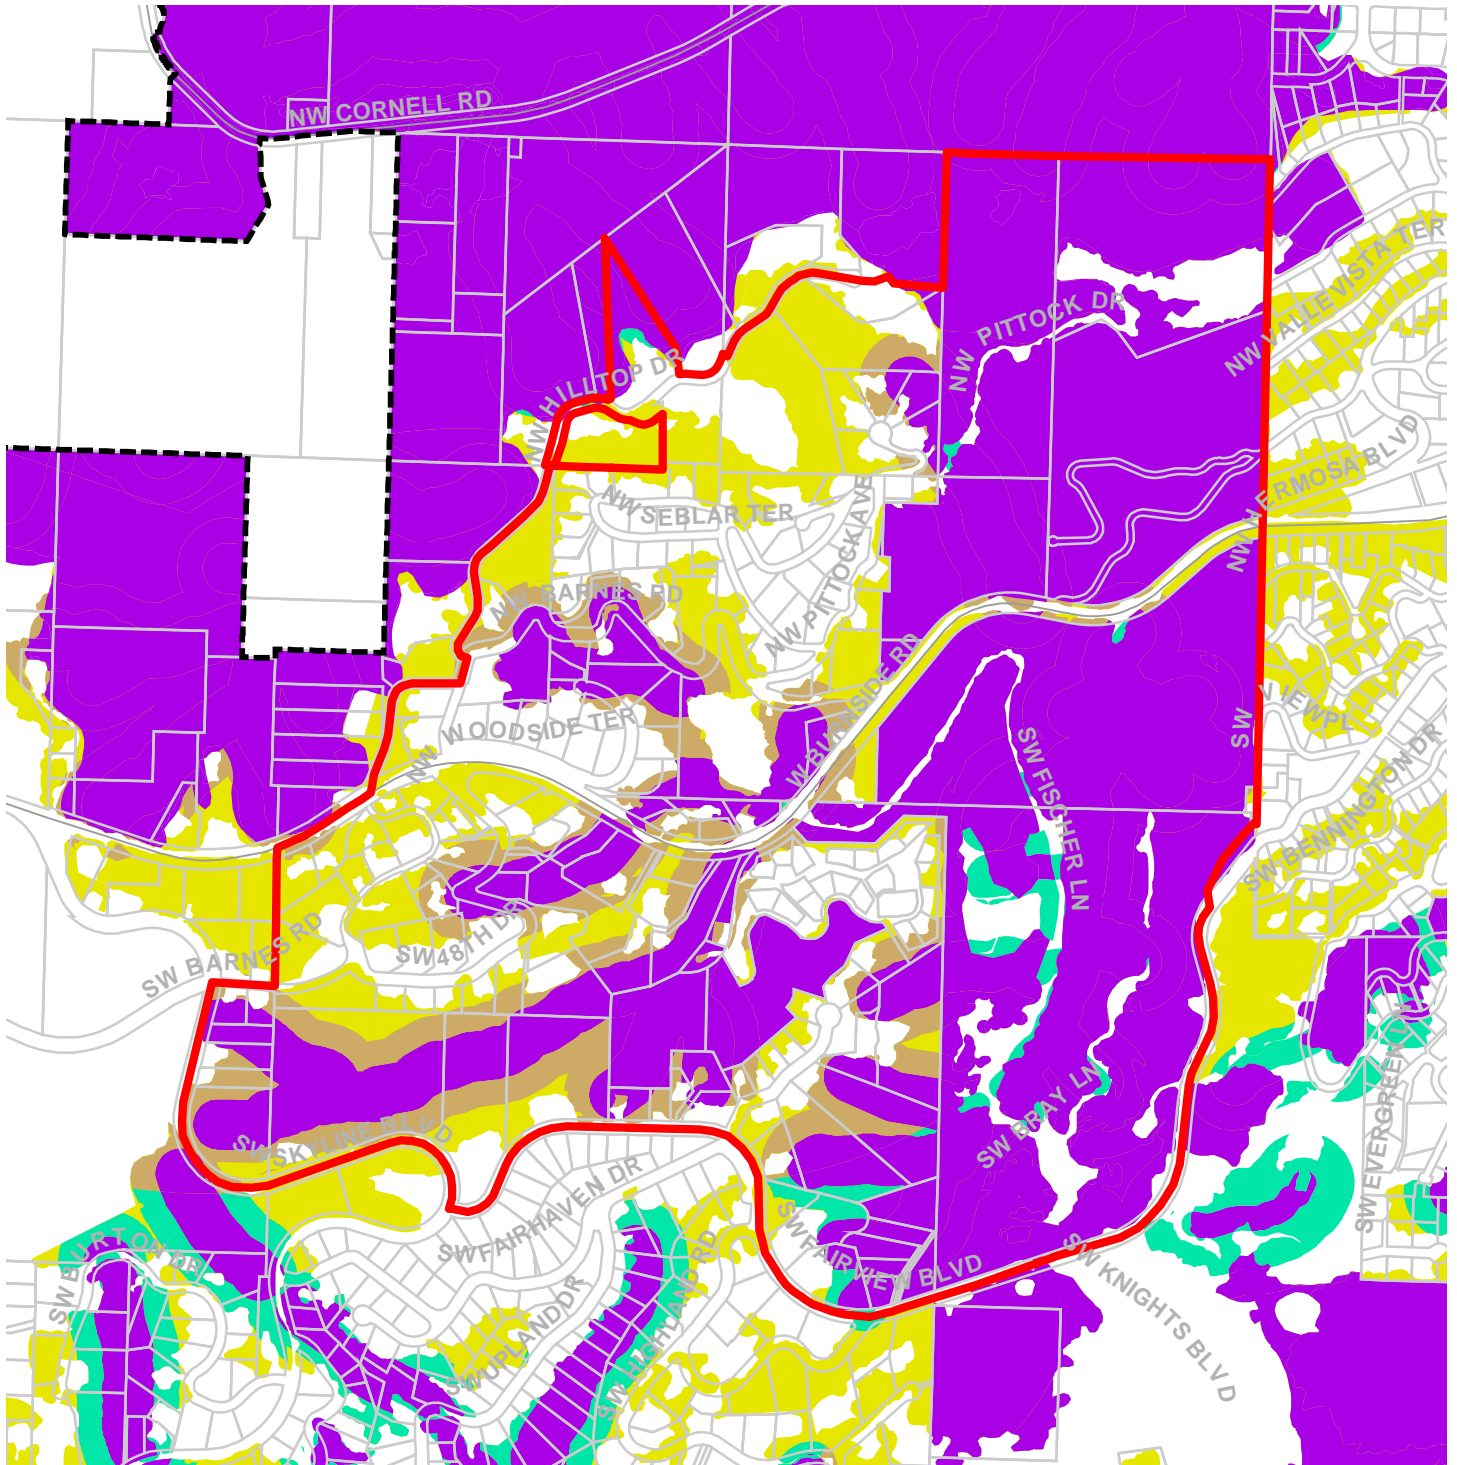 NW CORNELL RD
NW VALLE VISTA TER
NW PITTOCK DR
NW HILLTOP DR
NW HERMOSA BLVD
NW SEBLAR TER
NW PITTOCK AVE
NW BARNES RD
W BURNSIDE RD
SW VIEW PL
NW WOODSIDE TER
SW FISCHER LN
SW BENNINGTON DR
SW 48TH DR
SW BARNES RD
SW EVERGREEN LN
SW BRAY LN
SW SKYLINE BLVD
SW FAIRHAVEN DR
SW FAIRVIEW BLVD
SW BURTON DR
SW KNIGHTS BLVD
SW HIGHLAND RD
SW UPLAND DR